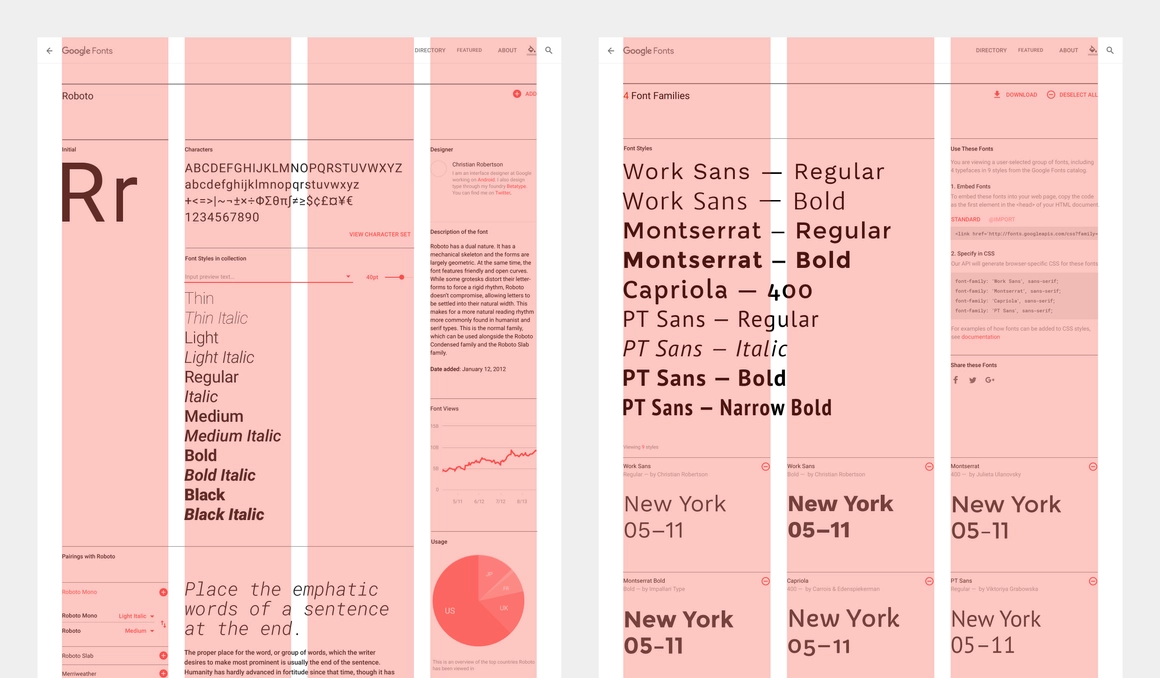 Google Fonts
DIRECTORY
FEATURED
ABOUT
Roboto
ADD
Initial
Rr
Characters
ABCDEFGHIJKLMNOPQRSTUVWXYZ
abcdefghijklmnopqrstuvwxyz
+<=>|~¬±×÷ΦΣθπ∫≠≥$¢£¤¥€
1234567890
VIEW CHARACTER SET
Font Styles in collection
Input preview text...
40pt
Thin
Thin Italic
Light
Light Italic
Regular
Italic
Medium
Medium Italic
Bold
Bold Italic
Black
Black Italic
Designer
Christian Robertson
I am an interface designer at Google
working on Android. I also design
type through my foundry Betatype.
You can find me on Twitter.
Description of the font
Roboto has a dual nature. It has a
mechanical skeleton and the forms are
largely geometric. At the same time, the
font features friendly and open curves.
While some grotesks distort their letter-
forms to force a rigid rhythm, Roboto
doesn't compromise, allowing letters to
be settled into their natural width. This
makes for a more natural reading rhythm
more commonly found in humanist and
serif types. This is the normal family,
which can be used alongside the Roboto
Condensed family and the Roboto Slab
family.
Date added: January 12, 2012
Font Views
15B
10B
5B
0
5/11
6/10
7/12
8/10
Usage
US
Pairings with Roboto
Roboto Mono
Roboto Mono
Light Italic
Roboto
Medium
Roboto Slab
Merriweather
Place the emphatic
words of a sentence
at the end.
The proper place for the word, or group of words, which the writer
desires to make most prominent is usually the end of the sentence.
Humanity has hardly advanced in fortitude since that time, though it has
This is an overview of the top countries Roboto
has been viewed in
Google Fonts
DIRECTORY
FEATURED
ABOUT
4 Font Families
DOWNLOAD
DESELECT ALL
Font Styles
Work Sans — Regular
Work Sans — Bold
Montserrat — Regular
Montserrat — Bold
Capriola — 400
PT Sans — Regular
PT Sans — Italic
PT Sans — Bold
PT Sans — Narrow Bold
Use These Fonts
You are viewing a user-selected group of fonts, including
4 typefaces in 9 styles from the Google Fonts catalog.
1. Embed Fonts
To embed these fonts into your web page, copy the code
as the first element in the <head> of your HTML document
STANDARD
@IMPORT
<link href='http://fonts.googleapis.com/css?family=
2. Specify in CSS
Our API will generate browser-specific CSS for these fonts
font-family: 'Work Sans', sans-serif;
font-family: 'Montserrat', sans-serif;
font-family: 'Capriola', sans-serif;
font-family: 'PT Sans', sans-serif;
For examples of how fonts can be added to CSS styles,
see documentation
Share these Fonts
G+
Viewing 9 styles
Work Sans
Regular — by Christian Robertson
New York
05–11
Work Sans
Bold — by Christian Robertson
New York
05–11
Montserrat
400 — by Julieta Ulanovsky
New York
05–11
Montserrat Bold
Bold — by Impallari Type
New York
05–11
Capriola
400 — by Carrois & Edenspiekerman
New York
05–11
PT Sans
Regular — by Viktoriya Grabowska
New York
05–11